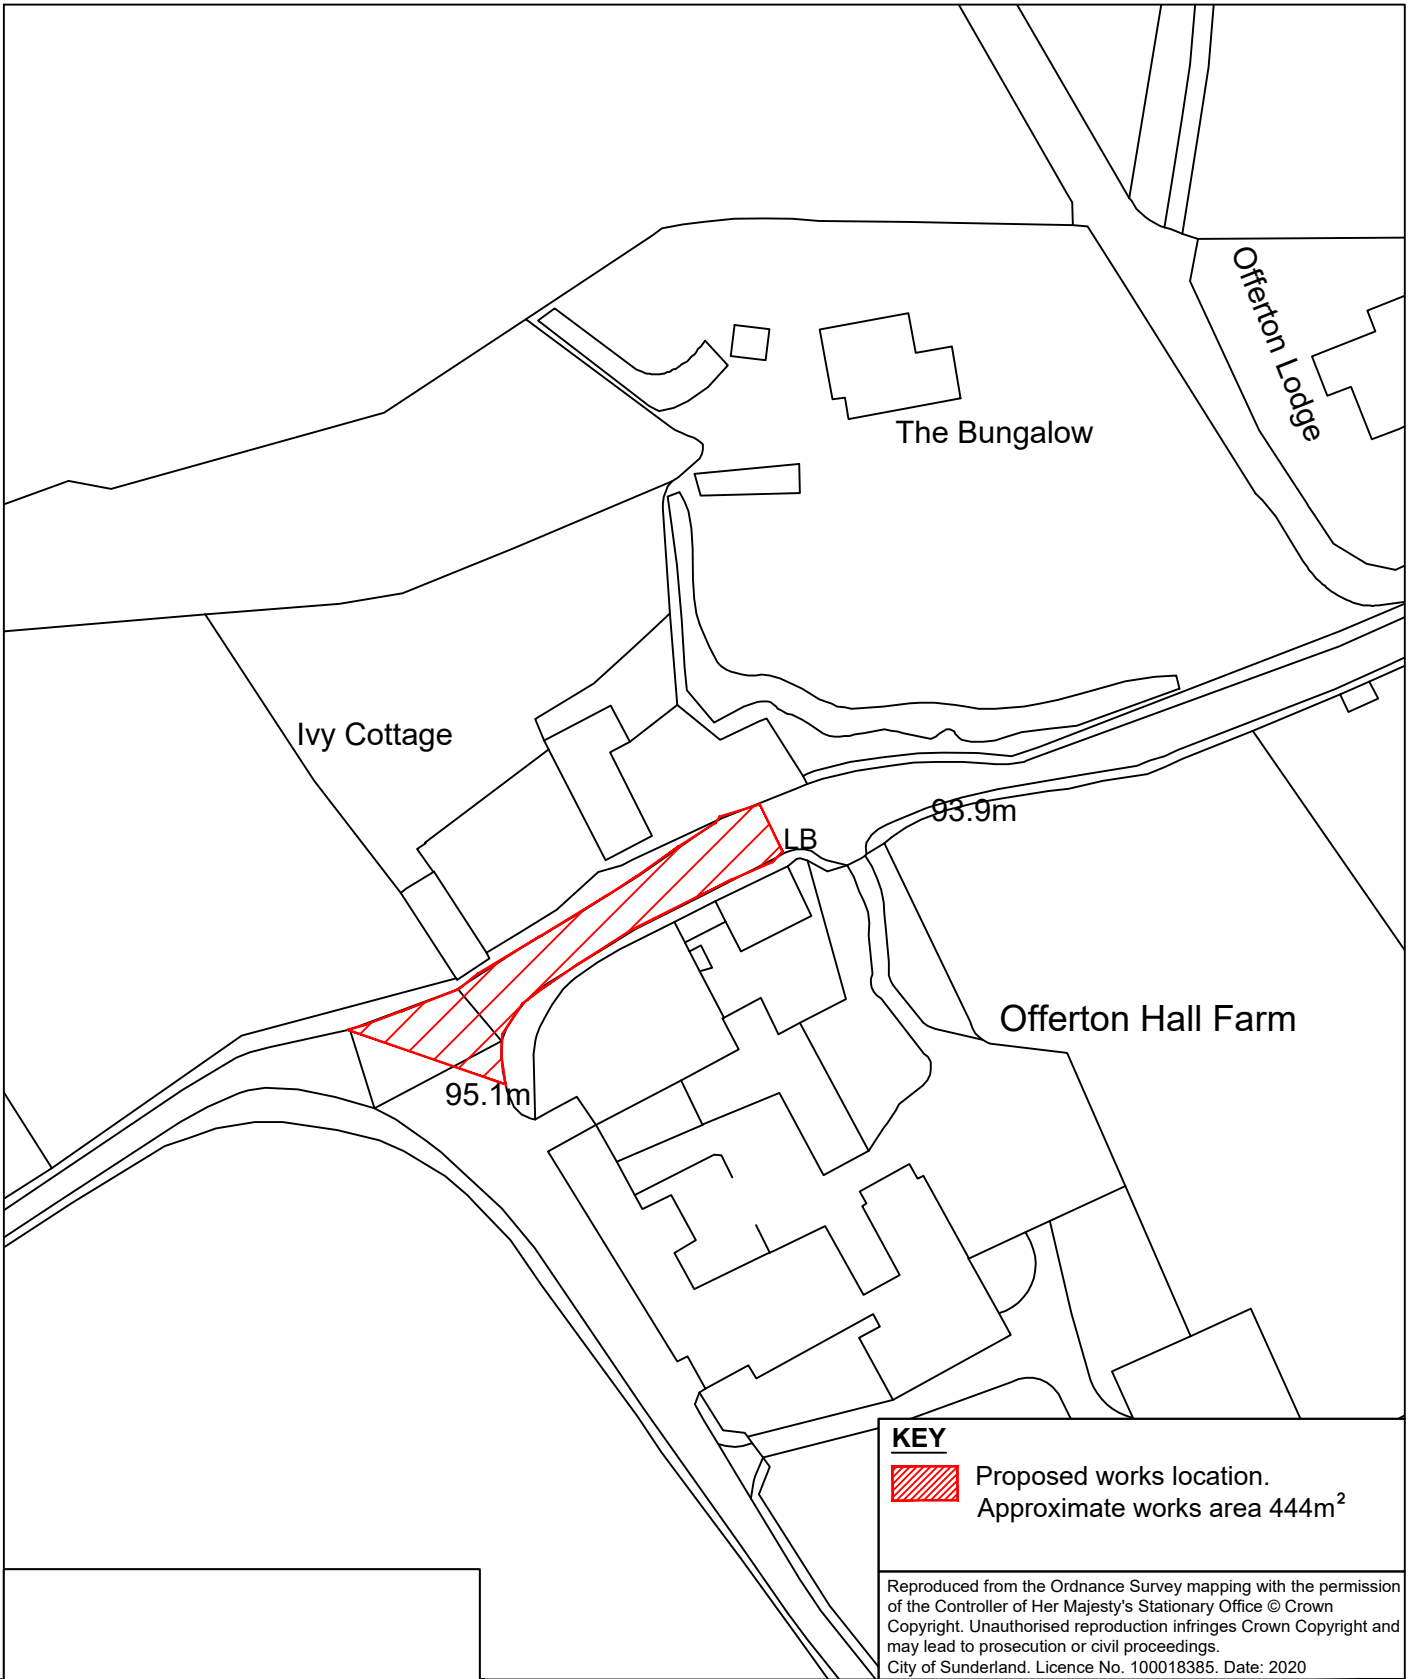 Offerton Lodge
The Bungalow
Ivy Cottage
93.9m
LB
Offerton Hall Farm
95.1m
KEY
Proposed works location.
Approximate works area 444m²
Reproduced from the Ordnance Survey mapping with the permission
of the Controller of Her Majesty's Stationary Office © Crown
Copyright. Unauthorised reproduction infringes Crown Copyright and
may lead to prosecution or civil proceedings.
City of Sunderland. Licence No. 100018385. Date: 2020